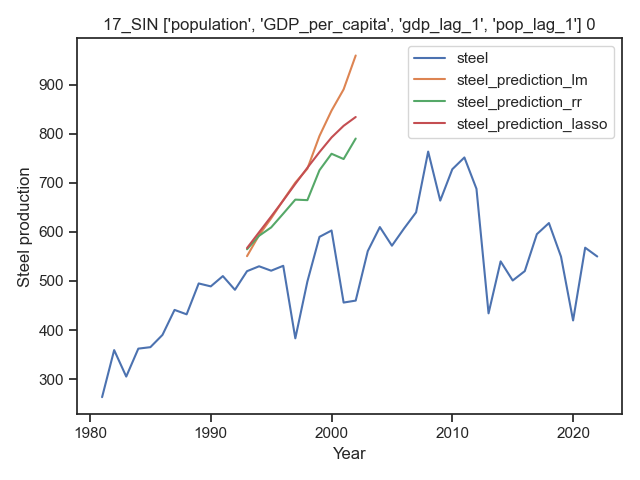 17_SIN ['population', 'GDP_per_capita', 'gdp_lag_1', 'pop_lag_1'] 0
steel
steel_prediction_lm
steel_prediction_rr
steel_prediction_lasso
Steel production
900
800
700
600
500
400
300
1980
1990
2000
2010
2020
Year